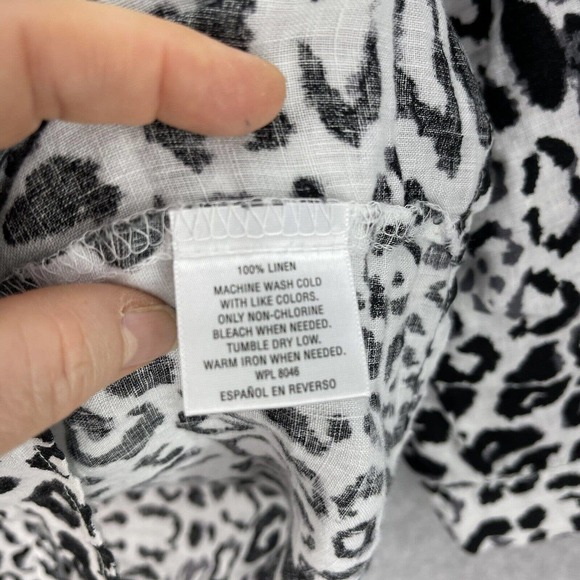 100% LINEN
MACHINE WASH COLD
WITH LIKE COLORS.
ONLY NON-CHLORINE
BLEACH WHEN NEEDED.
TUMBLE DRY LOW.
WARM IRON WHEN NEEDED.
WPL 8046
ESPAÑOL EN REVERSO